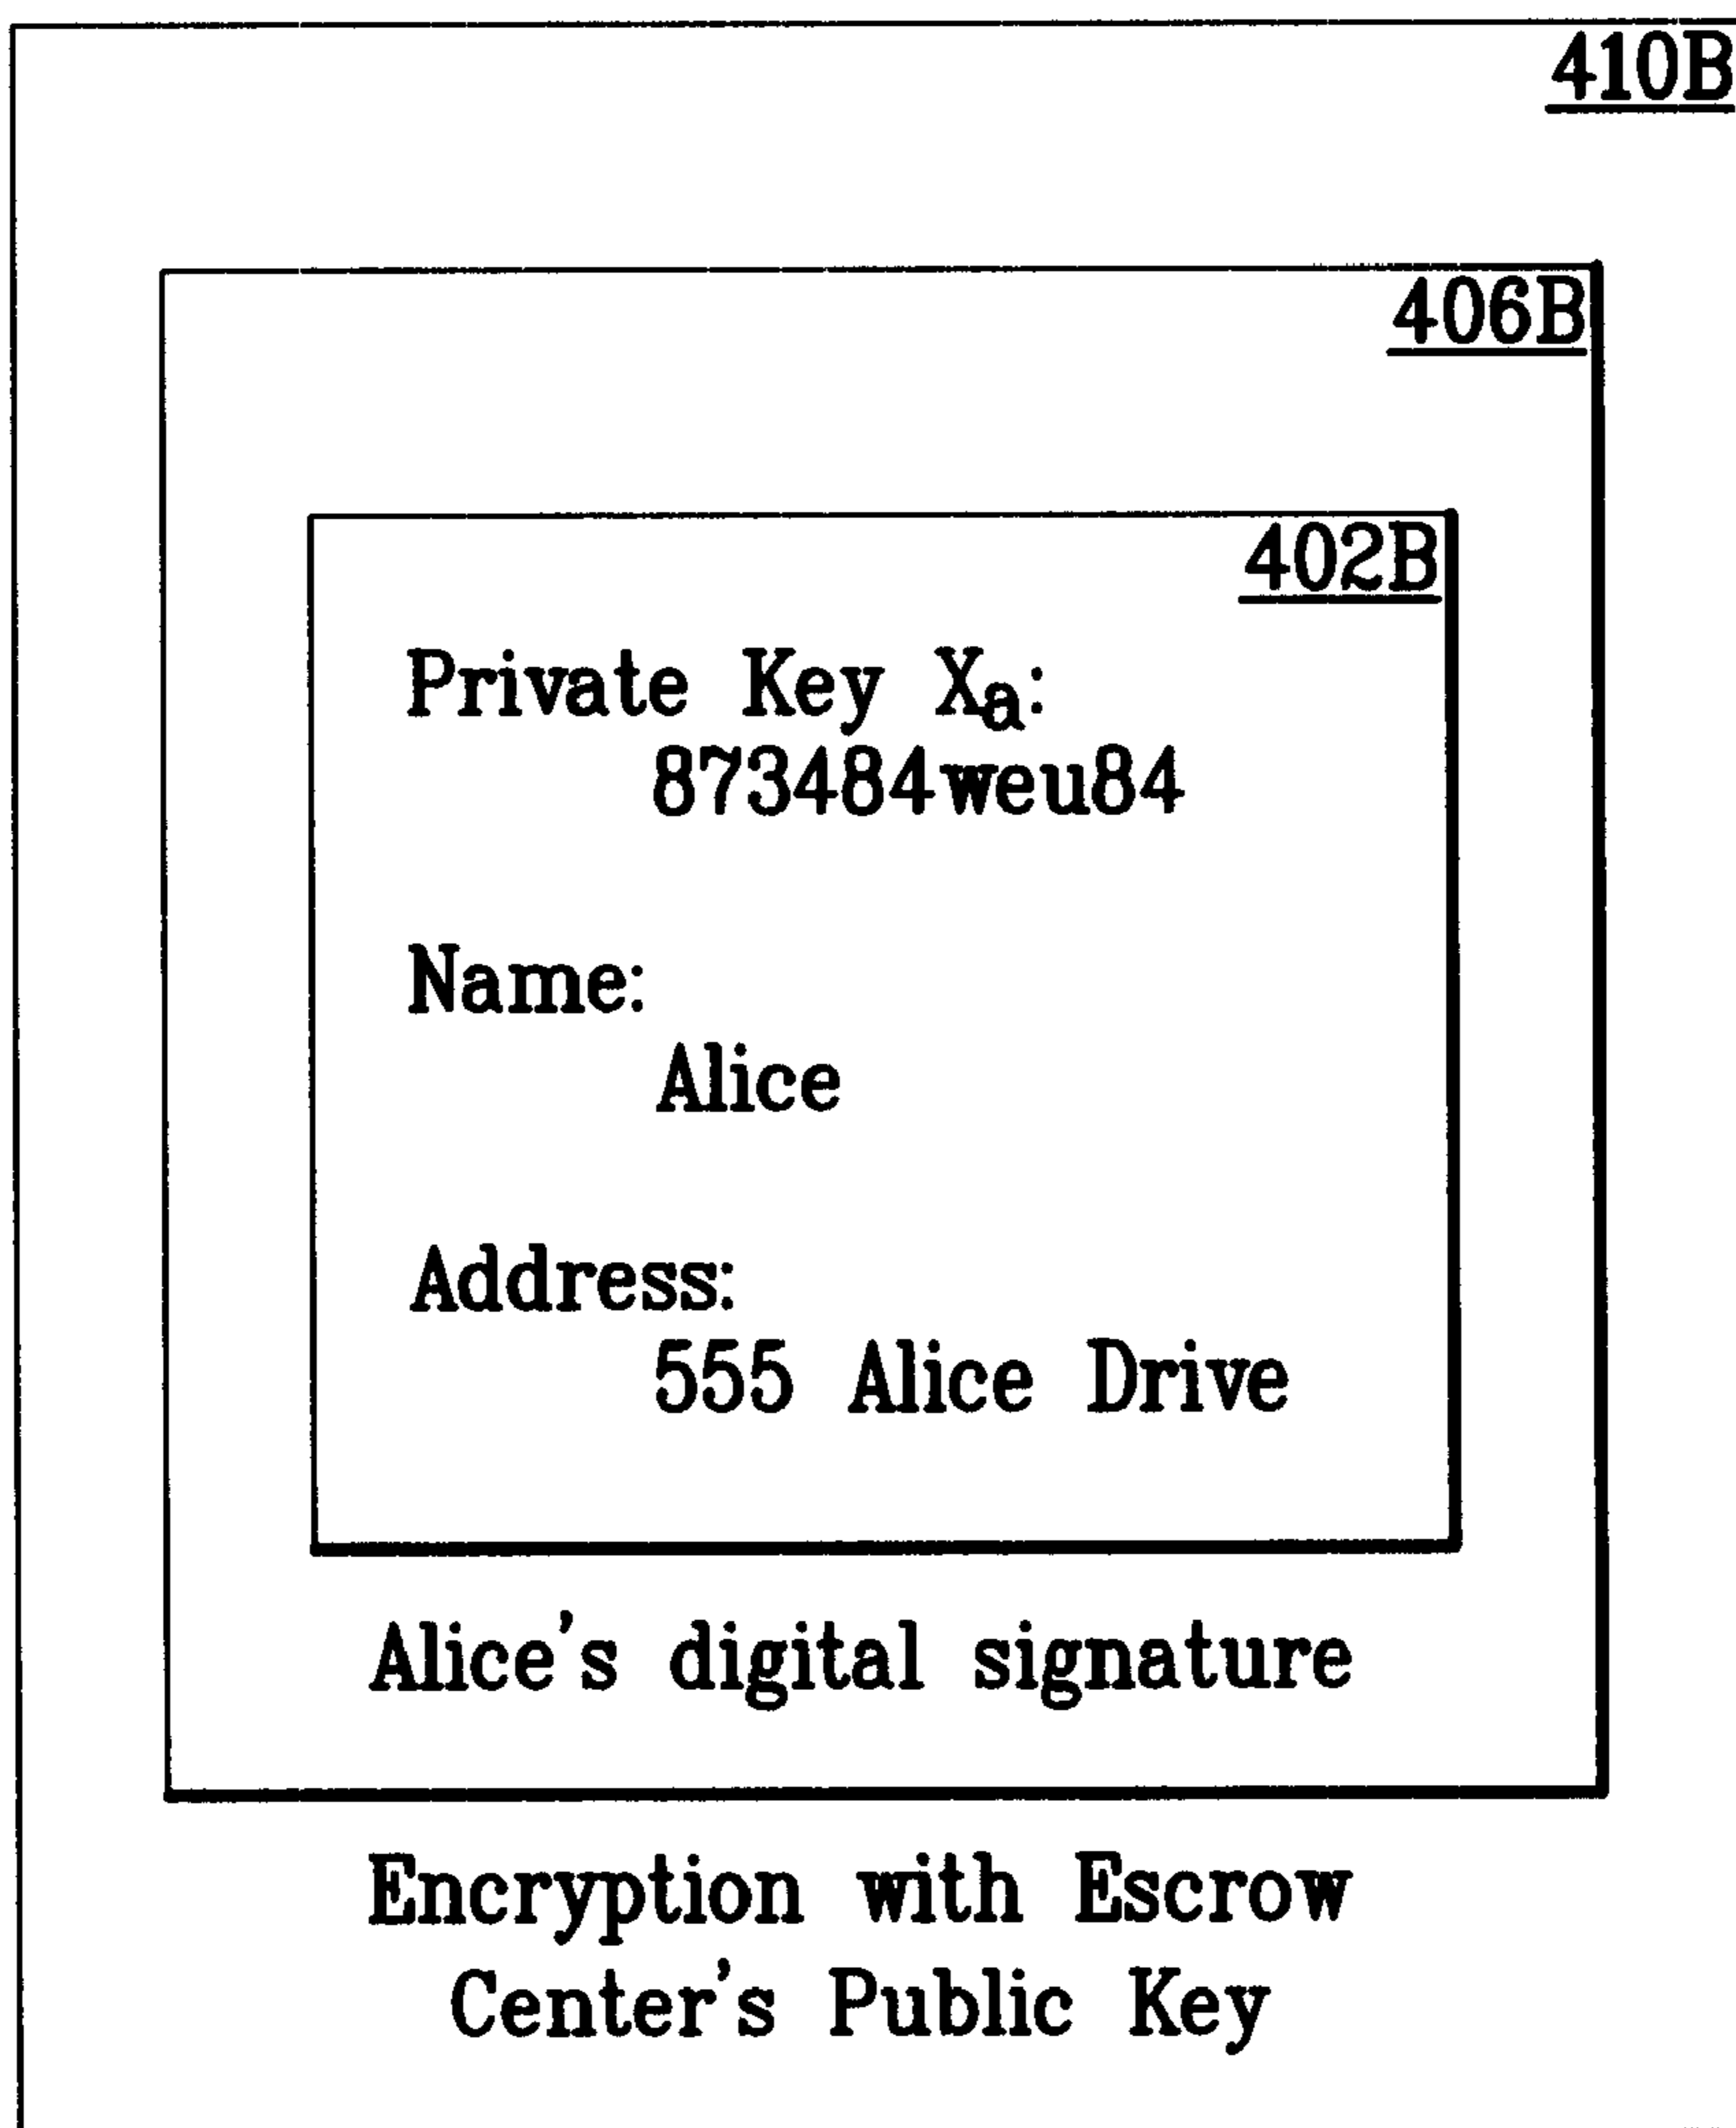 410B
406B
402B
Private Key Xa:
873484weu84
Name:
Alice
Address:
555 Alice Drive
Alice's digital signature
Encryption with Escrow
Center's Public Key